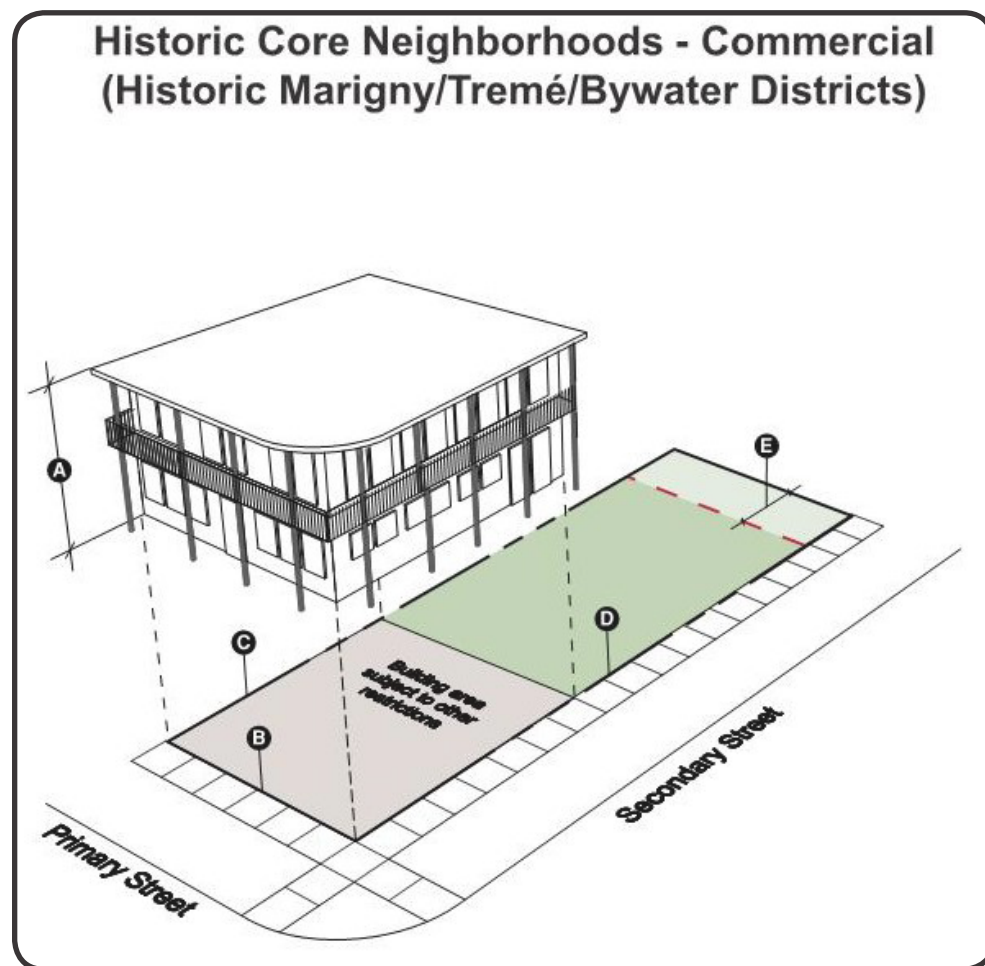 Historic Core Neighborhoods - Commercial
(Historic Marigny/Tremé/Bywater Districts)
A
E
C
D
B
Building area
subject to other
restrictions
Secondary Street
Primary Street